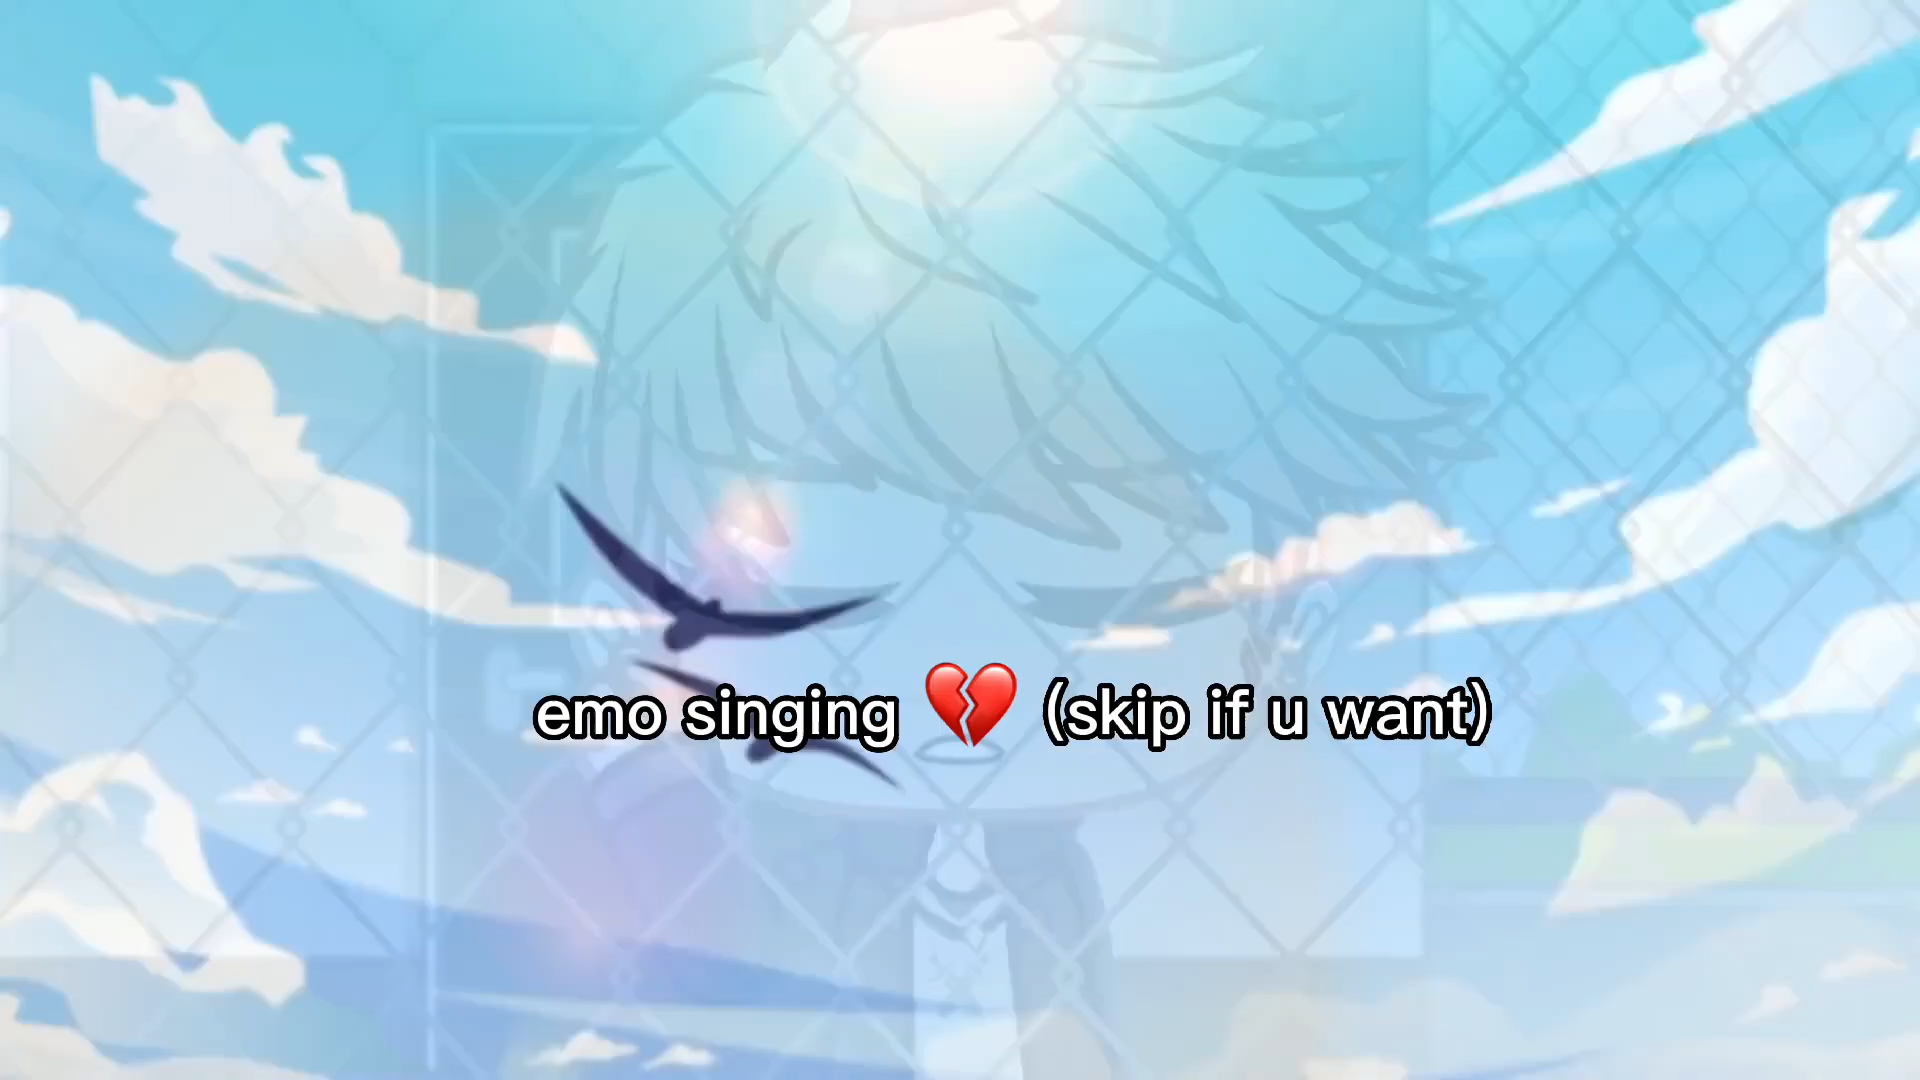 emo singing 💔 (skip if u want)